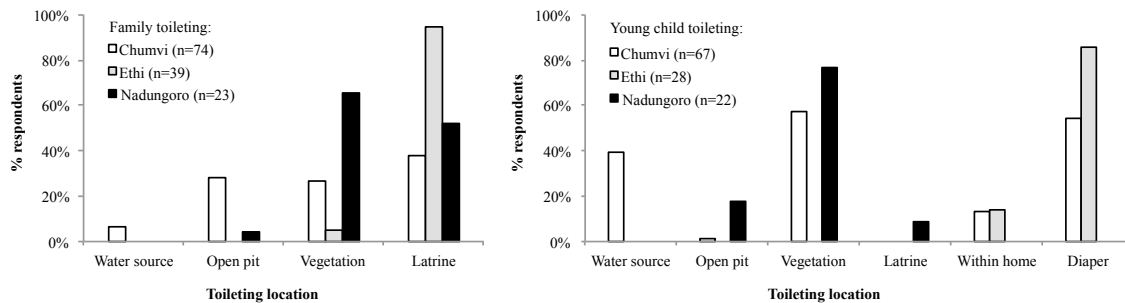 Family toileting:
Chumvi (n=74)
Ethi (n=39)
Nadungoro (n=23)
100%
80%
60%
40%
20%
0%
% respondents
Water source Open pit Vegetation Latrine
Toileting location
Young child toileting:
Chumvi (n=67)
Ethi (n=28)
Nadungoro (n=22)
100%
80%
60%
40%
20%
0%
% respondents
Water source Open pit Vegetation Latrine Within home Diaper
Toileting location